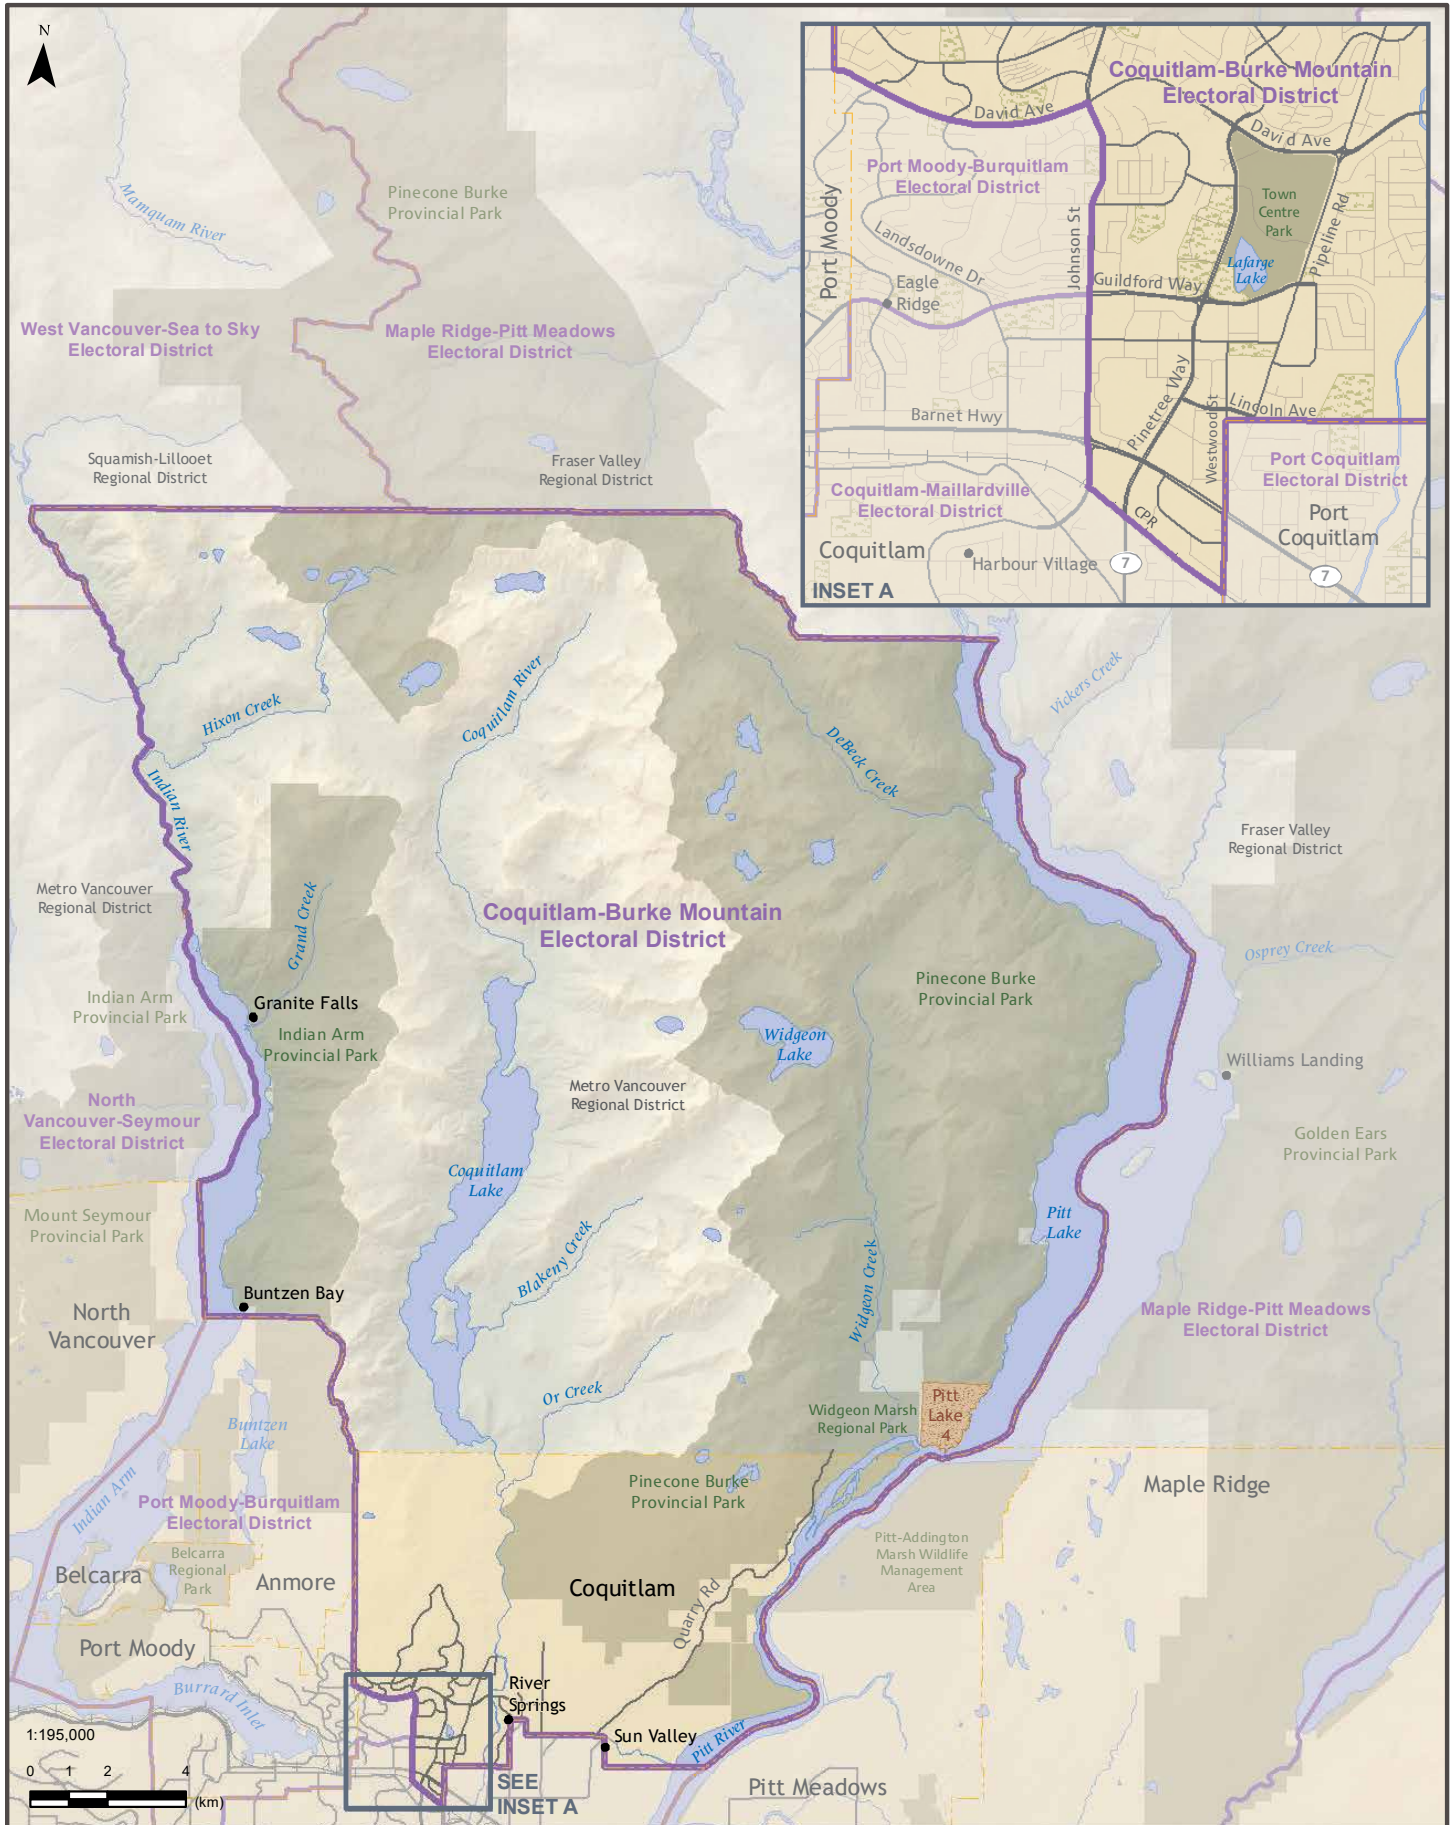 N
Mamquam River
Pinecone Burke
Provincial Park
West Vancouver-Sea to Sky
Electoral District
Maple Ridge-Pitt Meadows
Electoral District
Squamish-Lillooet
Regional District
Fraser Valley
Regional District
Coquitlam-Burke Mountain
Electoral District
David Ave
David Ave
Port Moody-Burquitlam
Electoral District
Port Moody
Landsdowne Dr
Johnson St
Town
Centre
Park
Pipeline Rd
Lafarge
Lake
Eagle
Ridge
Guildford Way
Pinetree Way
Westwood St
Lincoln Ave
Barnet Hwy
Port Coquitlam
Electoral District
Coquitlam-Maillardville
Electoral District
CPR
Port
Coquitlam
Coquitlam
Harbour Village
7
7
INSET A
Hixon Creek
Coquitlam River
Vickers Creek
DeBeck Creek
Indian River
Fraser Valley
Regional District
Metro Vancouver
Regional District
Grand Creek
Coquitlam-Burke Mountain
Electoral District
Osprey Creek
Pinecone Burke
Provincial Park
Indian Arm
Provincial Park
Granite Falls
Indian Arm
Provincial Park
Widgeon
Lake
Williams Landing
Metro Vancouver
Regional District
North
Vancouver-Seymour
Electoral District
Golden Ears
Provincial Park
Coquitlam
Lake
Mount Seymour
Provincial Park
Pitt
Lake
Blakeny Creek
Widgeon Creek
Buntzen Bay
North
Vancouver
Maple Ridge-Pitt Meadows
Electoral District
Or Creek
Widgeon Marsh
Regional Park
Pitt
Lake
4
Buntzen
Lake
Indian Arm
Pinecone Burke
Provincial Park
Maple Ridge
Port Moody-Burquitlam
Electoral District
Pitt-Addington
Marsh Wildlife
Management
Area
Belcarra
Belcarra
Regional
Park
Anmore
Coquitlam
Quarry Rd
Port Moody
Burrard Inlet
River
Springs
Sun Valley
Pitt River
Pitt Meadows
SEE
INSET A
1:195,000
0 1 2 4
(km)